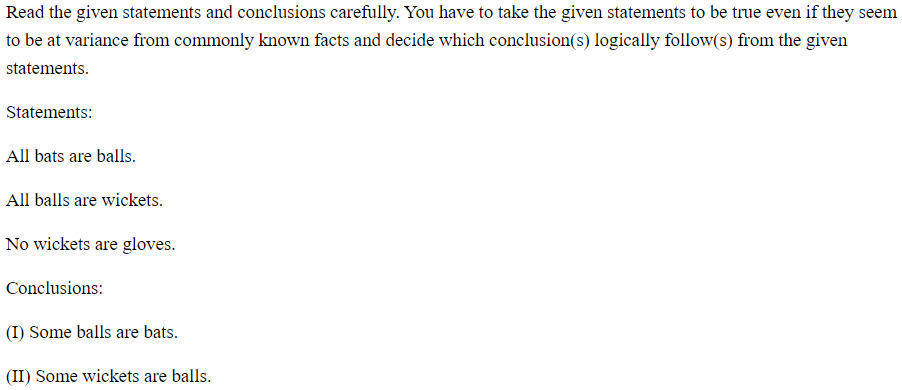 Read the given statements and conclusions carefully. You have to take the given statements to be true even if they seem
to be at variance from commonly known facts and decide which conclusion(s) logically follow(s) from the given
statements.
Statements:
All bats are balls.
All balls are wickets.
No wickets are gloves.
Conclusions:
(I) Some balls are bats.
(II) Some wickets are balls.